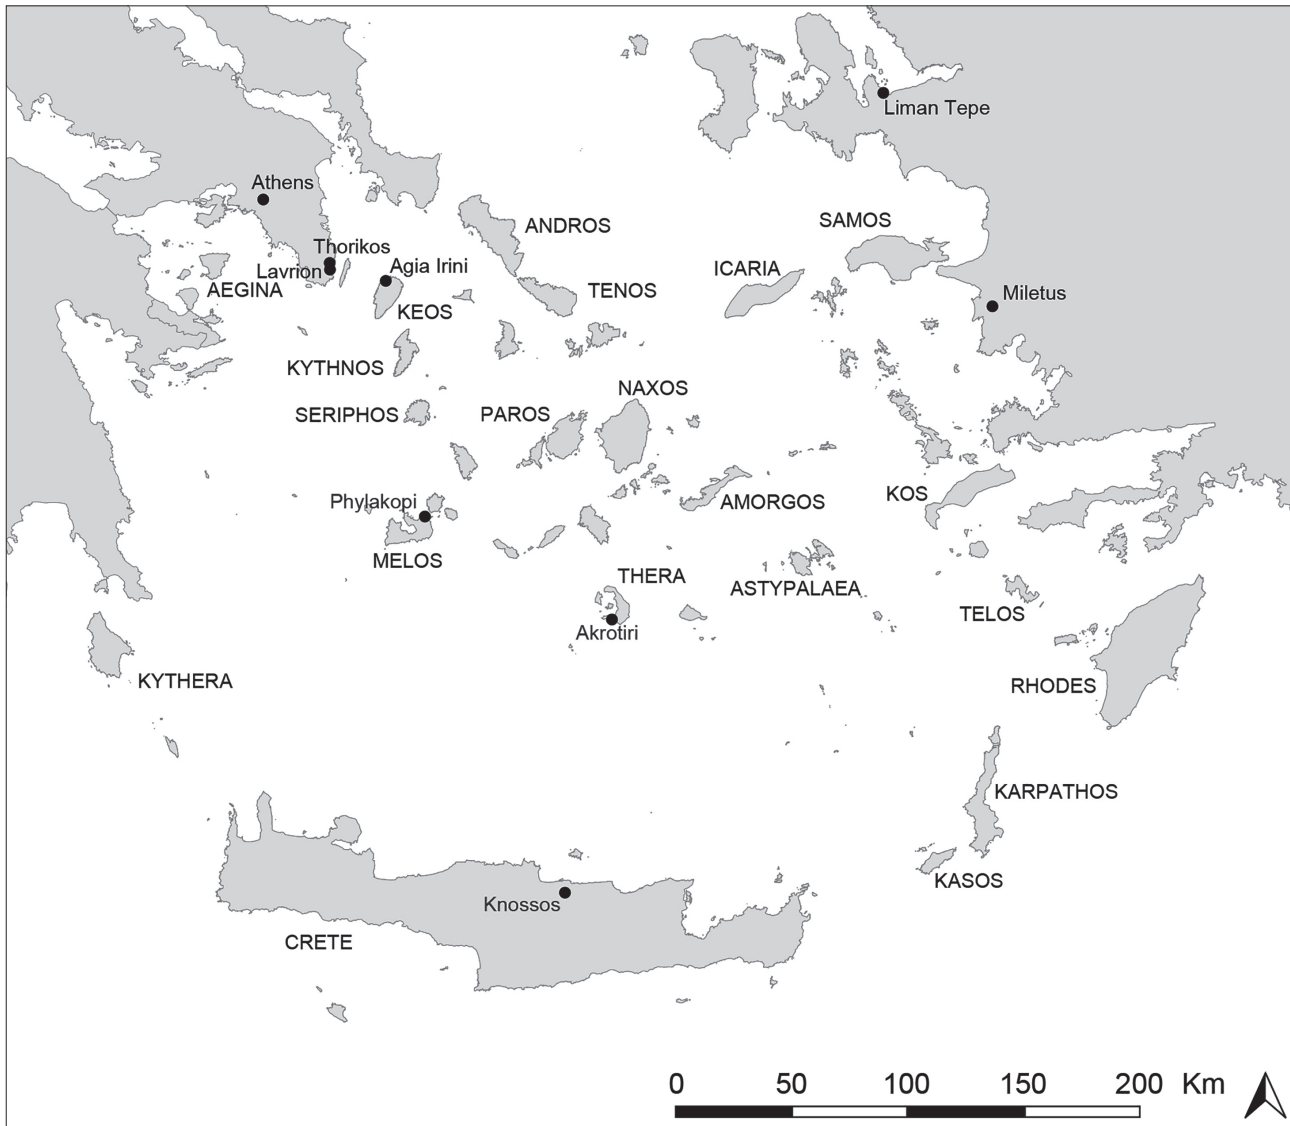 Liman Tepe
Athens
SAMOS
ANDROS
Thorikos
Agia Irini
ICARIA
Lavrion
AEGINA
TENOS
Miletus
KEOS
KYTHNOS
NAXOS
SERIPHOS
PAROS
KOS
Phylakopi
AMORGOS
MELOS
THERA
ASTYPALAEA
TELOS
Akrotiri
KYTHERA
RHODES
KARPATHOS
KASOS
Knossos
CRETE
0 50 100 150 200 Km